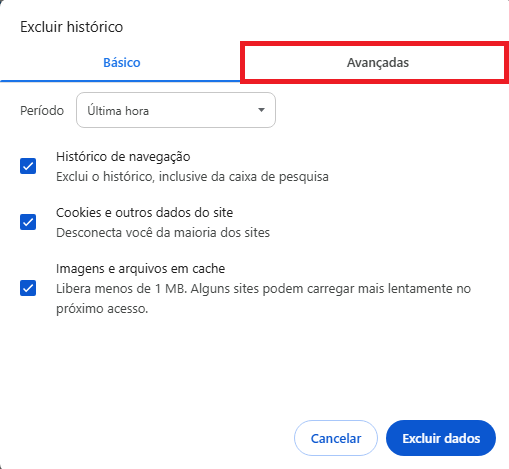 Excluir histórico
Básico
Avançadas
Período
Última hora
Histórico de navegação
Exclui o histórico, inclusive da caixa de pesquisa
Cookies e outros dados do site
Desconecta você da maioria dos sites
Imagens e arquivos em cache
Libera menos de 1 MB. Alguns sites podem carregar mais lentamente no
próximo acesso.
Cancelar
Excluir dados